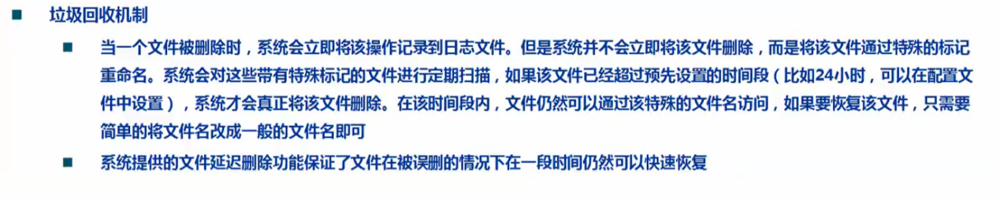 垃圾回收机制
当一个文件被删除时，系统会立即将该操作记录到日志文件。但是系统并不会立即将该文件删除，而是将该文件通过特殊的标记
重命名。系统会对这些带有特殊标记的文件进行定期扫描，如果该文件已经超过预先设置的时间段（比如24小时，可以在配置文
件中设置），系统才会真正将该文件删除。在该时间段内，文件仍然可以通过该特殊的文件名访问，如果要恢复该文件，只需要
简单的将文件名改成一般的文件名即可
系统提供的文件延迟删除功能保证了文件在被误删的情况下在一段时间仍然可以快速恢复